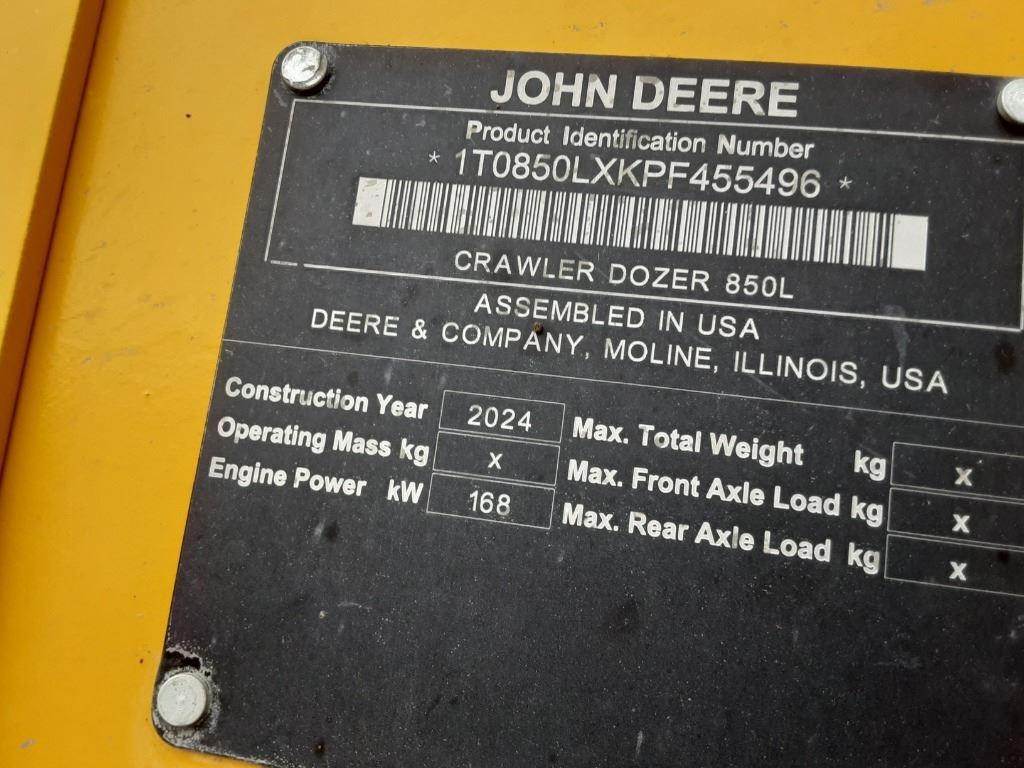 JOHN DEERE
Product Identification Number
* 1T0850LXKPF455496 *
CRAWLER DOZER 850L
ASSEMBLED IN USA
DEERE & COMPANY, MOLINE, ILLINOIS, USA
Construction Year 2024 Max. Total Weight kg x
Operating Mass kg x Max. Front Axle Load kg x
Engine Power kW 168 Max. Rear Axle Load kg x